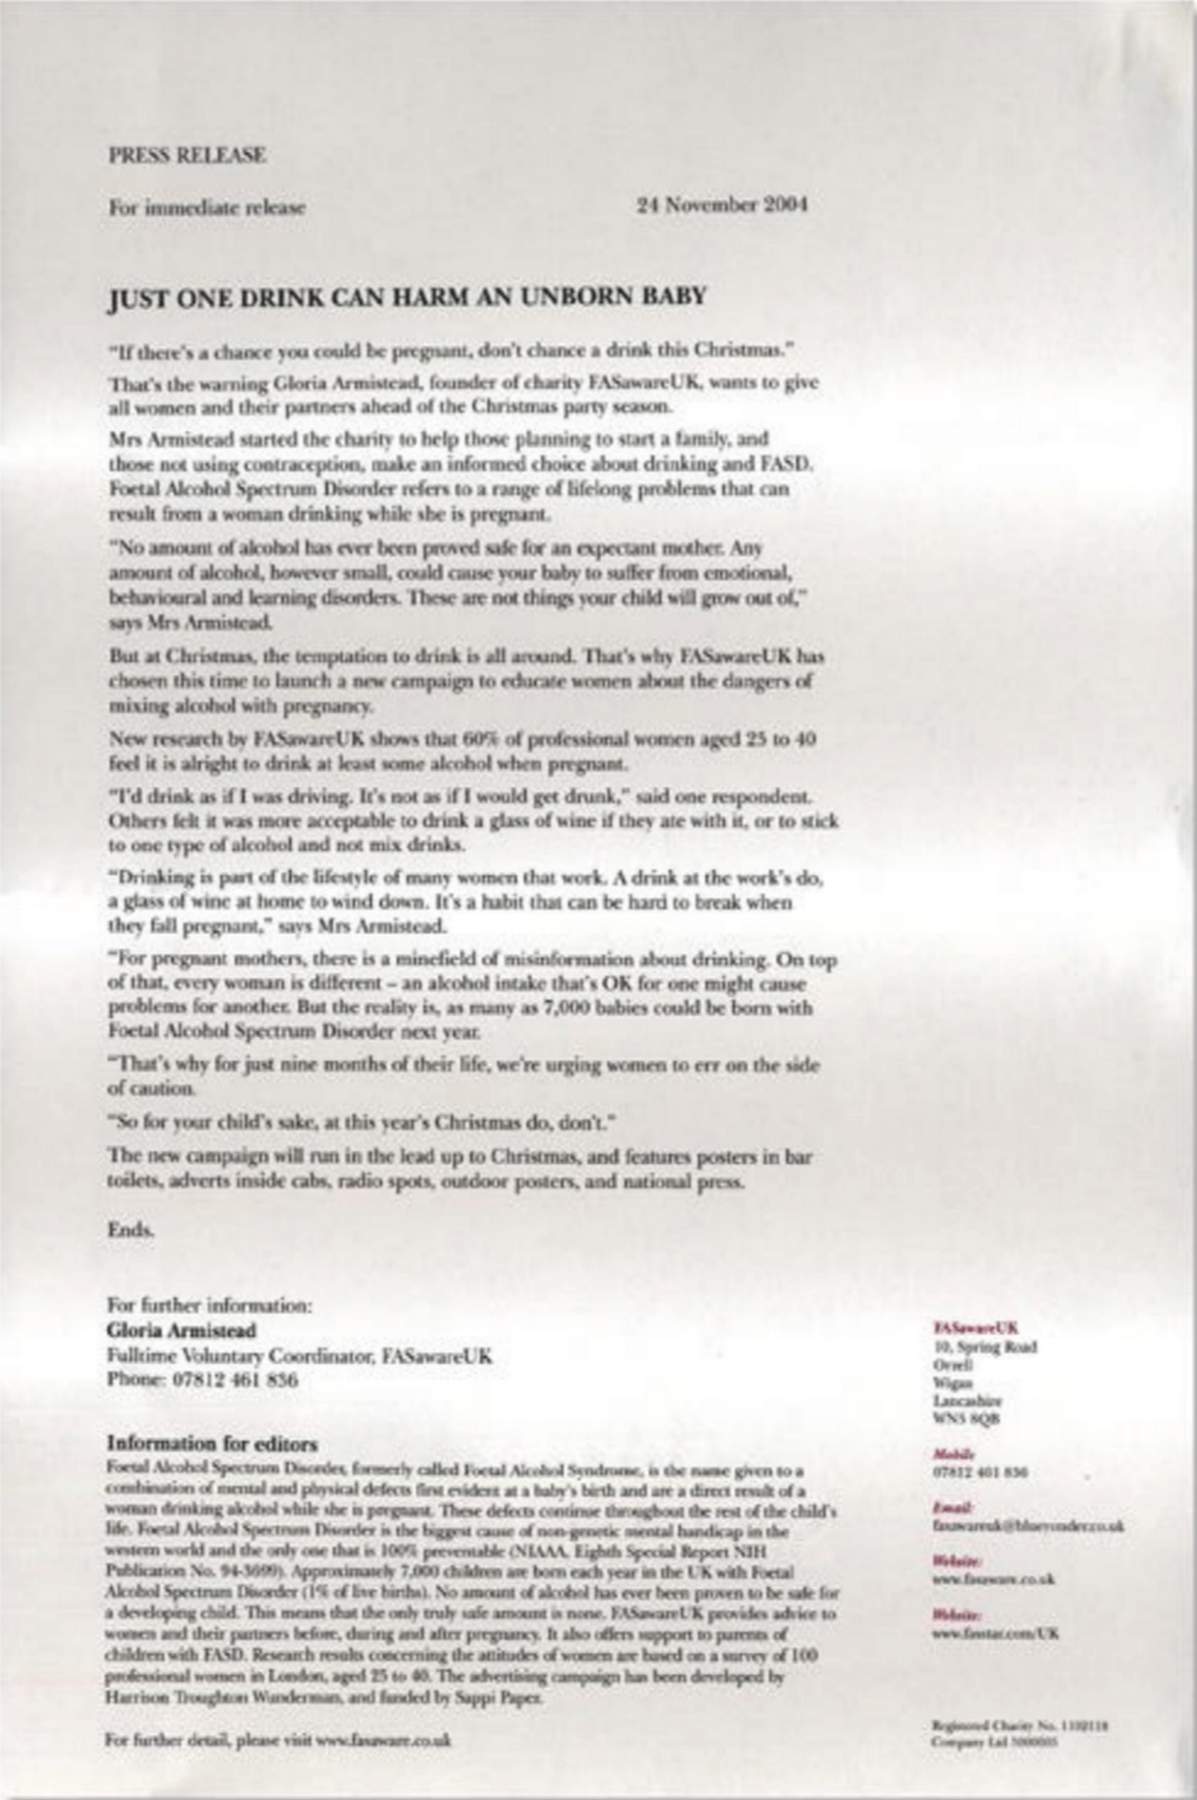 PRESS RELEASE
For immediate release
24 November 2004
JUST ONE DRINK CAN HARM AN UNBORN BABY
"If there's a chance you could be pregnant, don't chance a drink this Christmas."
That's the warning Gloria Armistead, founder of charity FASawareUK, wants to give
all women and their partners ahead of the Christmas party season.
Mrs Armistead started the charity to help those planning to start a family, and
those not using contraception, make an informed choice about drinking and FASD.
Foetal Alcohol Spectrum Disorder refers to a range of lifelong problems that can
result from a woman drinking while she is pregnant.
"No amount of alcohol has ever been proved safe for an expectant mother. Any
amount of alcohol, however small, could cause your baby to suffer from emotional,
behavioural and learning disorders. These are not things your child will grow out of,"
says Mrs Armistead.
But at Christmas, the temptation to drink is all around. That's why FASawareUK has
chosen this time to launch a new campaign to educate women about the dangers of
mixing alcohol with pregnancy.
New research by FASawareUK shows that 60% of professional women aged 25 to 40
feel it is alright to drink at least some alcohol when pregnant.
"I'd drink as if I was driving. It's not as if I would get drunk," said one respondent.
Others felt it was more acceptable to drink a glass of wine if they ate with it, or to stick
to one type of alcohol and not mix drinks.
"Drinking is part of the lifestyle of many women that work. A drink at the work's do,
a glass of wine at home to wind down. It's a habit that can be hard to break when
they fall pregnant," says Mrs Armistead.
"For pregnant mothers, there is a minefield of misinformation about drinking. On top
of that, every woman is different – an alcohol intake that's OK for one might cause
problems for another. But the reality is, as many as 7,000 babies could be born with
Foetal Alcohol Spectrum Disorder next year.
"That's why for just nine months of their life, we're urging women to err on the side
of caution.
"So for your child's sake, at this year's Christmas do, don't."
The new campaign will run in the lead up to Christmas, and features posters in bar
toilets, adverts inside cabs, radio spots, outdoor posters, and national press.
Ends.
For further information:
Gloria Armistead
Fulltime Voluntary Coordinator, FASawareUK
Phone: 07812 461 836
Information for editors
Foetal Alcohol Spectrum Disorder, formerly called Foetal Alcohol Syndrome, is the name given to a
combination of mental and physical defects first evident at a baby's birth and are a direct result of a
woman drinking alcohol while she is pregnant. These defects continue throughout the rest of the child's
life. Foetal Alcohol Spectrum Disorder is the biggest cause of non-genetic mental handicap in the
western world and the only one that is 100% preventable (NIAAA, Eighth Special Report NIH
Publication No. 94-3699). Approximately 7,000 children are born each year in the UK with Foetal
Alcohol Spectrum Disorder (1% of live births). No amount of alcohol has ever been proven to be safe for
a developing child. This means that the only truly safe amount is none. FASawareUK provides advice to
women and their partners before, during and after pregnancy. It also offers support to parents of
children with FASD. Research results concerning the attitudes of women are based on a survey of 100
professional women in London, aged 25 to 40. The advertising campaign has been developed by
Harrison Troughton Wunderman, and funded by Sappi Paper.
For further detail, please visit www.fasaware.co.uk
FASawareUK
10, Spring Road
Orrell
Wigan
Lancashire
WN5 8QB
Mobile
07812 461 836
Email:
fasawareuk@blueyonder.co.uk
Website:
www.fasaware.co.uk
Website:
www.fasstar.com/UK
Registered Charity No.
Company Ltd